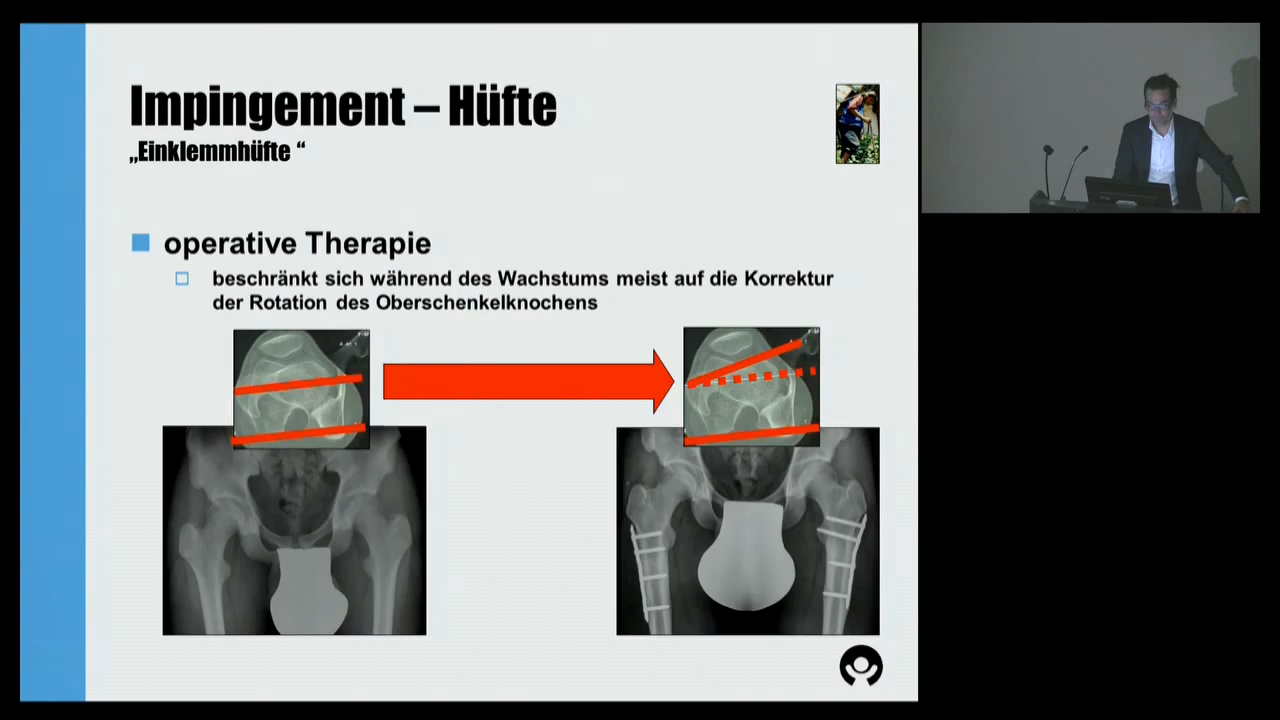 Impingement – Hüfte
„Einklemmhüfte “
operative Therapie
beschränkt sich während des Wachstums meist auf die Korrektur
der Rotation des Oberschenkelknochens